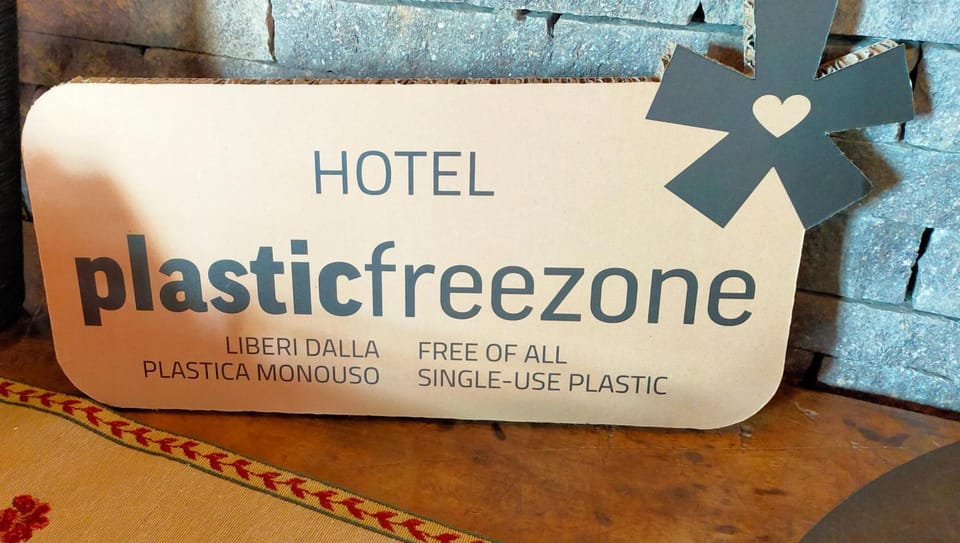 HOTEL
plasticfreezone
LIBERI DALLA
PLASTICA MONOUSO
FREE OF ALL
SINGLE-USE PLASTIC